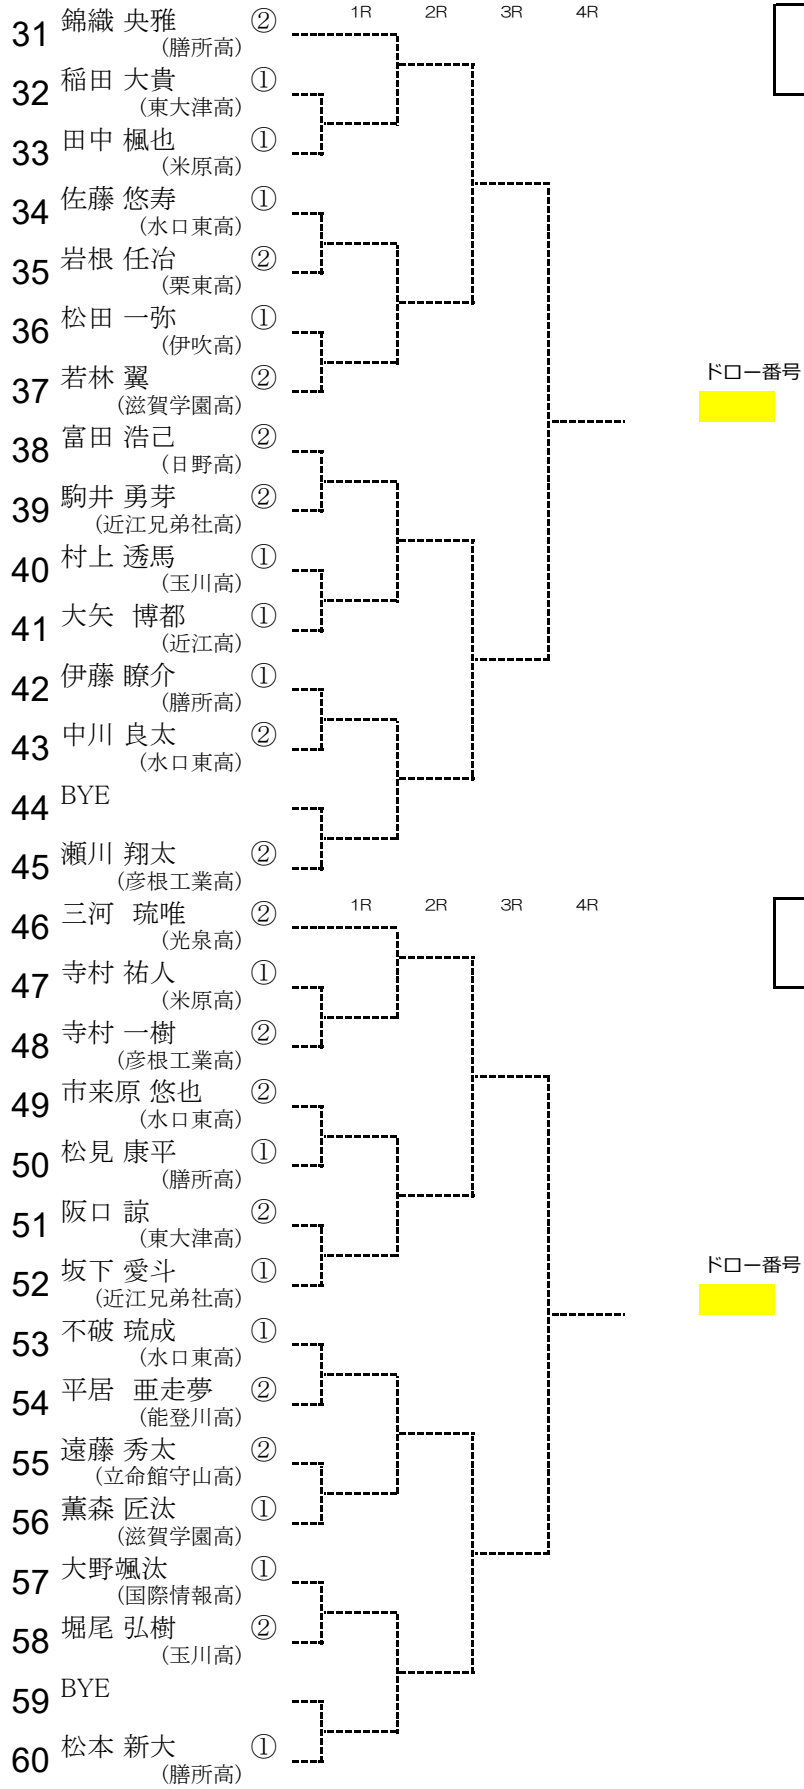 1R 2R 3R 4R
31 錦織 央雅 ②
(膳所高)
32 稲田 大貴 ①
(東大津高)
33 田中 楓也 ①
(米原高)
34 佐藤 悠寿 ①
(水口東高)
35 岩根 任冶 ②
(栗東高)
36 松田 一弥 ①
(伊吹高)
37 若林 翼 ②
(滋賀学園高)
ドロー番号
38 富田 浩己 ②
(日野高)
39 駒井 勇芽 ②
(近江兄弟社高)
40 村上 透馬 ①
(玉川高)
41 大矢 博都 ①
(近江高)
42 伊藤 瞭介 ①
(膳所高)
43 中川 良太 ②
(水口東高)
44 BYE
45 瀬川 翔太 ②
(彦根工業高)
1R 2R 3R 4R
46 三河 琉唯 ②
(光泉高)
47 寺村 祐人 ①
(米原高)
48 寺村 一樹 ②
(彦根工業高)
49 市来原 悠也 ②
(水口東高)
50 松見 康平 ①
(膳所高)
51 阪口 諒 ②
(東大津高)
52 坂下 愛斗 ①
(近江兄弟社高)
ドロー番号
53 不破 琉成 ①
(水口東高)
54 平居 亜走夢 ②
(能登川高)
55 遠藤 秀太 ②
(立命館守山高)
56 薫森 匠汰 ①
(滋賀学園高)
57 大野颯汰 ①
(国際情報高)
58 堀尾 弘樹 ②
(玉川高)
59 BYE
60 松本 新大 ①
(膳所高)